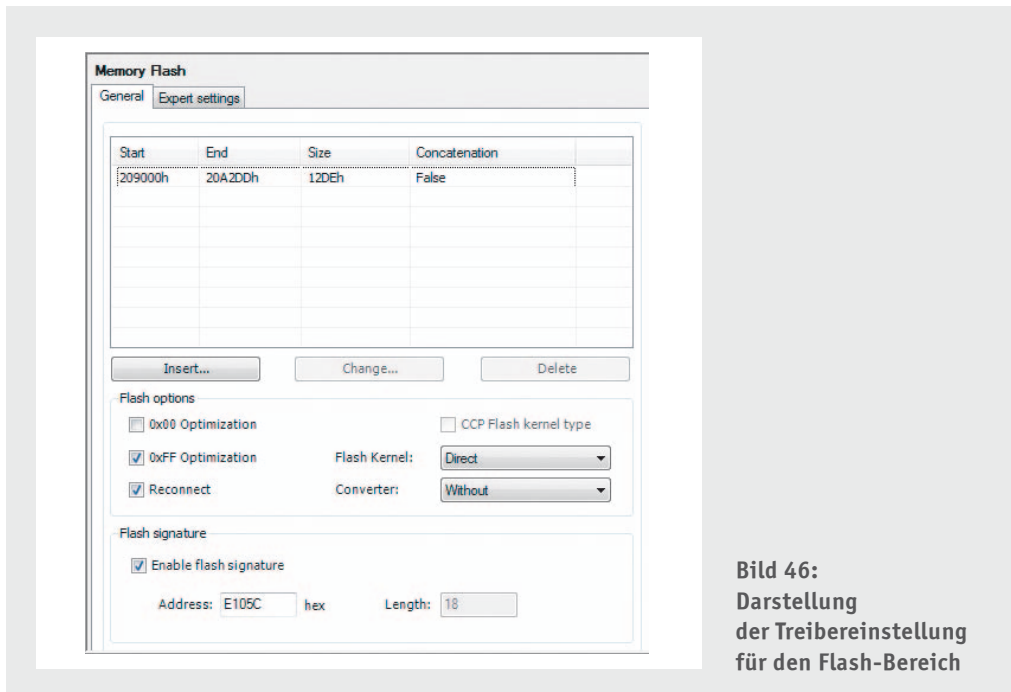 Memory Flash
General Expert settings
Start End Size Concatenation
209000h 20A2DDh 12DEh False
Insert... Change... Delete
Flash options
0x00 Optimization CCP Flash kernel type
0xFF Optimization Flash Kernel: Direct
Reconnect Converter: Without
Flash signature
Enable flash signature
Address: E105C hex Length: 18
Bild 46:
Darstellung
der Treibereinstellung
für den Flash-Bereich